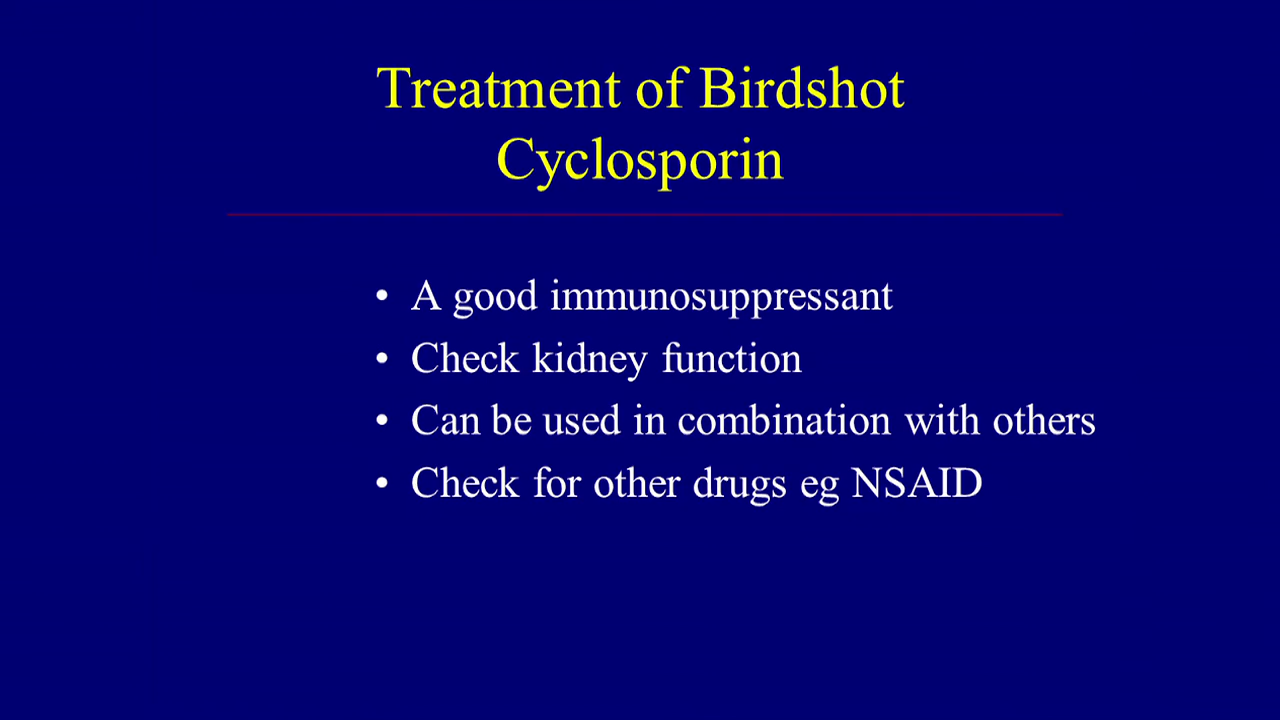 Treatment of Birdshot
Cyclosporin
• A good immunosuppressant
• Check kidney function
• Can be used in combination with others
• Check for other drugs eg NSAID